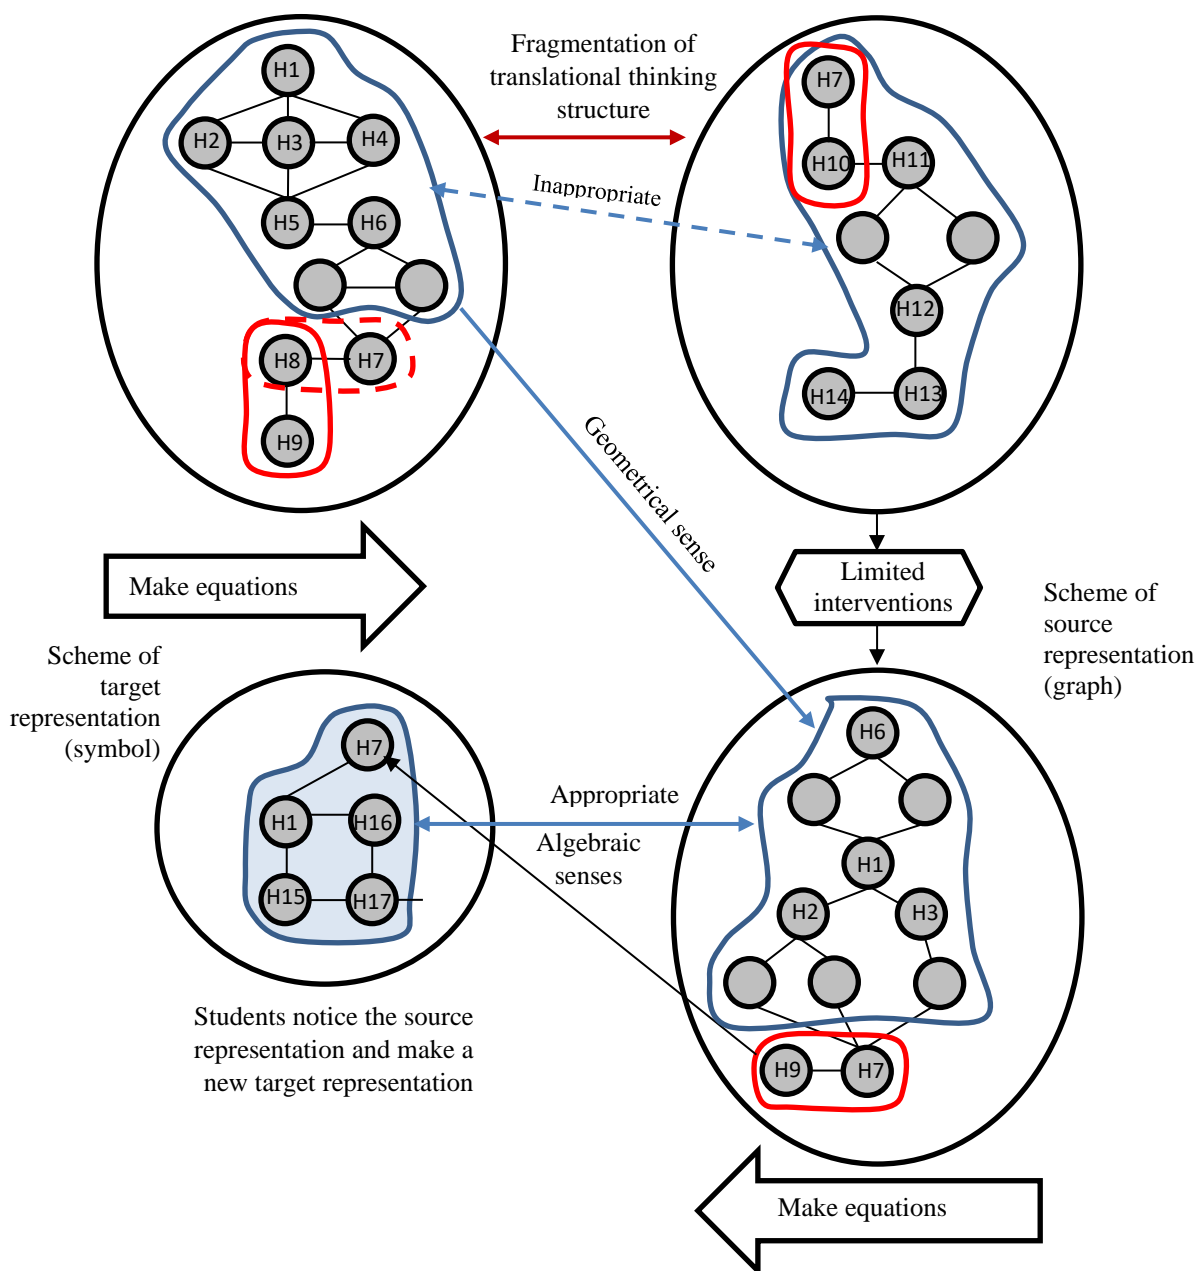 Fragmentation of
translational thinking
structure
Inappropriate
H1
H2
H3
H4
H5
H6
H8
H7
H9
H7
H10
H11
H12
H14
H13
Geometrical sense
Make equations
Limited
interventions
Scheme of
source
representation
(graph)
Scheme of
target
representation
(symbol)
H7
H1
H16
H15
H17
Appropriate
Algebraic
senses
H6
H1
H2
H3
H9
H7
Students notice the source
representation and make a
new target representation
Make equations